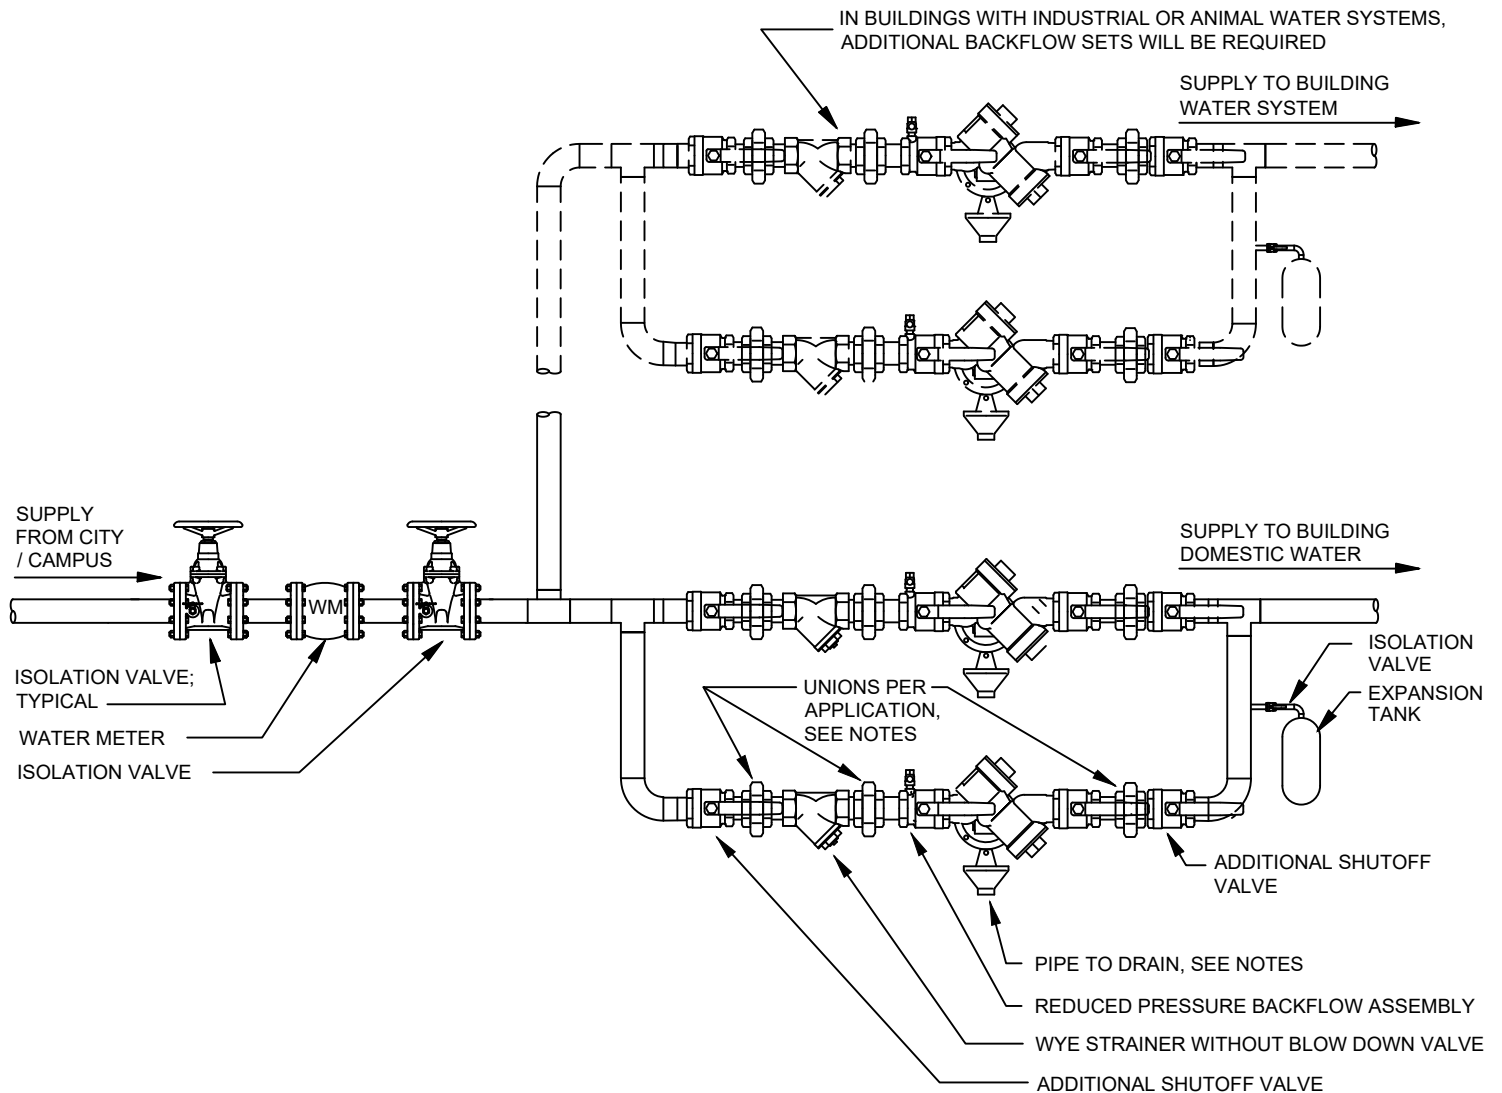 IN BUILDINGS WITH INDUSTRIAL OR ANIMAL WATER SYSTEMS,
ADDITIONAL BACKFLOW SETS WILL BE REQUIRED
SUPPLY TO BUILDING
WATER SYSTEM
SUPPLY
FROM CITY
/ CAMPUS
WM
ISOLATION VALVE;
TYPICAL
WATER METER
ISOLATION VALVE
SUPPLY TO BUILDING
DOMESTIC WATER
ISOLATION
VALVE
EXPANSION
TANK
UNIONS PER
APPLICATION,
SEE NOTES
ADDITIONAL SHUTOFF
VALVE
PIPE TO DRAIN, SEE NOTES
REDUCED PRESSURE BACKFLOW ASSEMBLY
WYE STRAINER WITHOUT BLOW DOWN VALVE
ADDITIONAL SHUTOFF VALVE